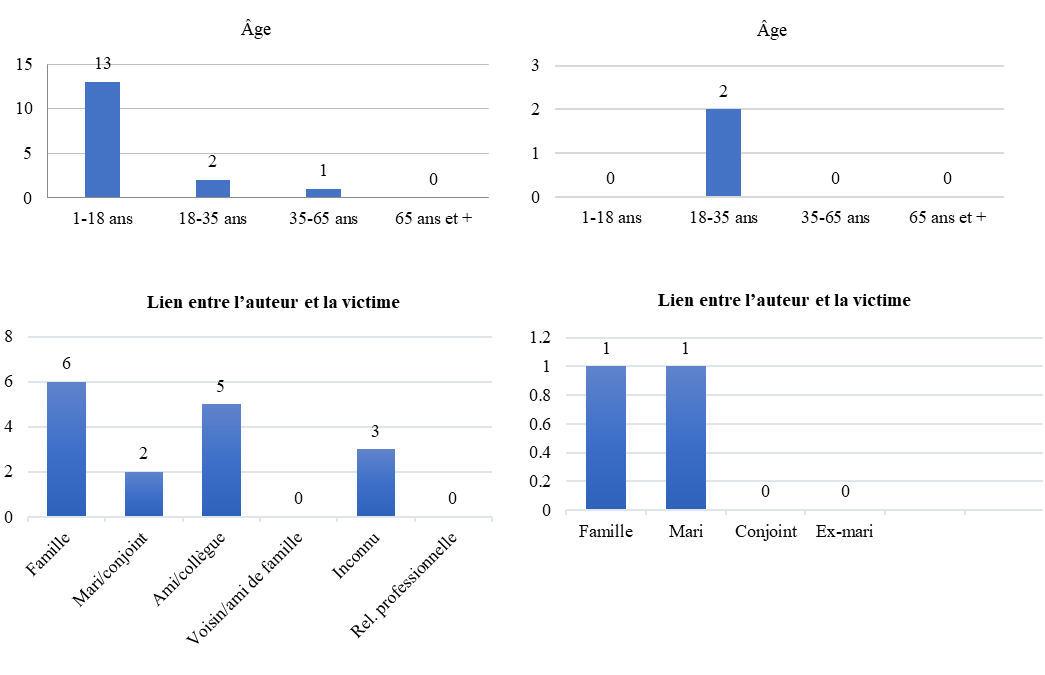 Âge
15
10
5
0
13
2
1
0
1-18 ans
18-35 ans
35-65 ans
65 ans et +
Âge
3
2
1
0
0
2
0
0
1-18 ans
18-35 ans
35-65 ans
65 ans et +
Lien entre l’auteur et la victime
8
6
4
2
0
6
2
5
0
3
0
Famille
Mari/conjoint
Ami/collègue
Voisin/ami de famille
Inconnu
Rel. professionnelle
Lien entre l’auteur et la victime
1.2
1
0.8
0.6
0.4
0.2
0
1
1
0
0
Famille
Mari
Conjoint
Ex-mari